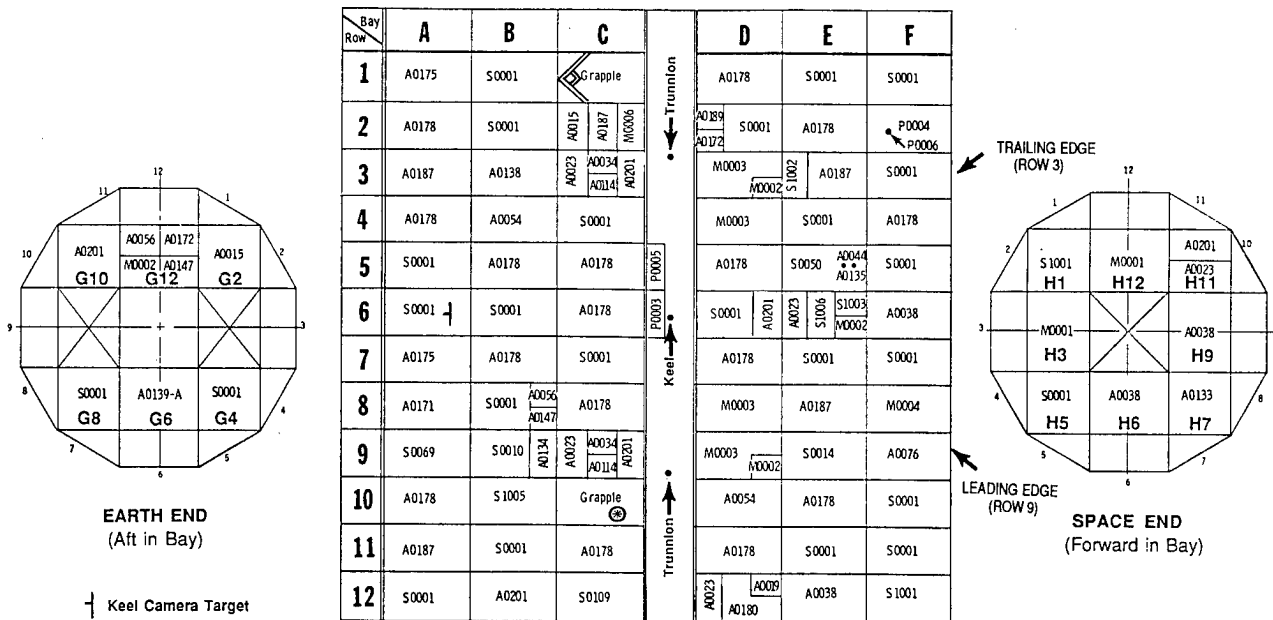 Bay
Row
A B C D E F
1 A0175 S0001 Grapple A0178 S0001 S0001
2 A0178 S0001 A0015 A0187 M0006 A0189 A0172 S0001 A0178 P0004 P0006
3 A0187 A0138 A0023 A0034 A0114 A0201 M0003 M0002 S1002 A0187 S0001
4 A0178 A0054 S0001 M0003 S0001 A0178
5 S0001 A0178 A0178 P0005 A0178 S0050 A0044 A0135 S0001
6 S0001 S0001 A0178 P0003 S0001 A0201 A0023 S1006 S1003 M0002 A0038
7 A0175 A0178 S0001 A0178 S0001 S0001
8 A0171 S0001 A0056 A0147 A0178 M0003 A0187 M0004
9 S0069 S0010 A0134 A0023 A0034 A0114 A0201 M0003 M0002 S0014 A0076
10 A0178 S1005 Grapple A0054 A0178 S0001
11 A0187 S0001 A0178 A0178 S0001 S0001
12 S0001 A0201 S0109 A0023 A0019 A0180 A0038 S1001
Trunnion
Keel
Trunnion
TRAILING EDGE
(ROW 3)
LEADING EDGE
(ROW 9)
12
11 1
10 2
9 3
8 4
7 5
6
A0201 A0056 A0172 A0015
M0002 A0147
G10 G12 G2
S0001 A0139-A S0001
G8 G6 G4
EARTH END
(Aft in Bay)
Keel Camera Target
12
1 11
2 10
3
4 8
5 7
6
S1001 M0001 A0201
A0023
H1 H12 H11
M0001 A0038
H3 H9
S0001 A0038 A0133
H5 H6 H7
SPACE END
(Forward in Bay)